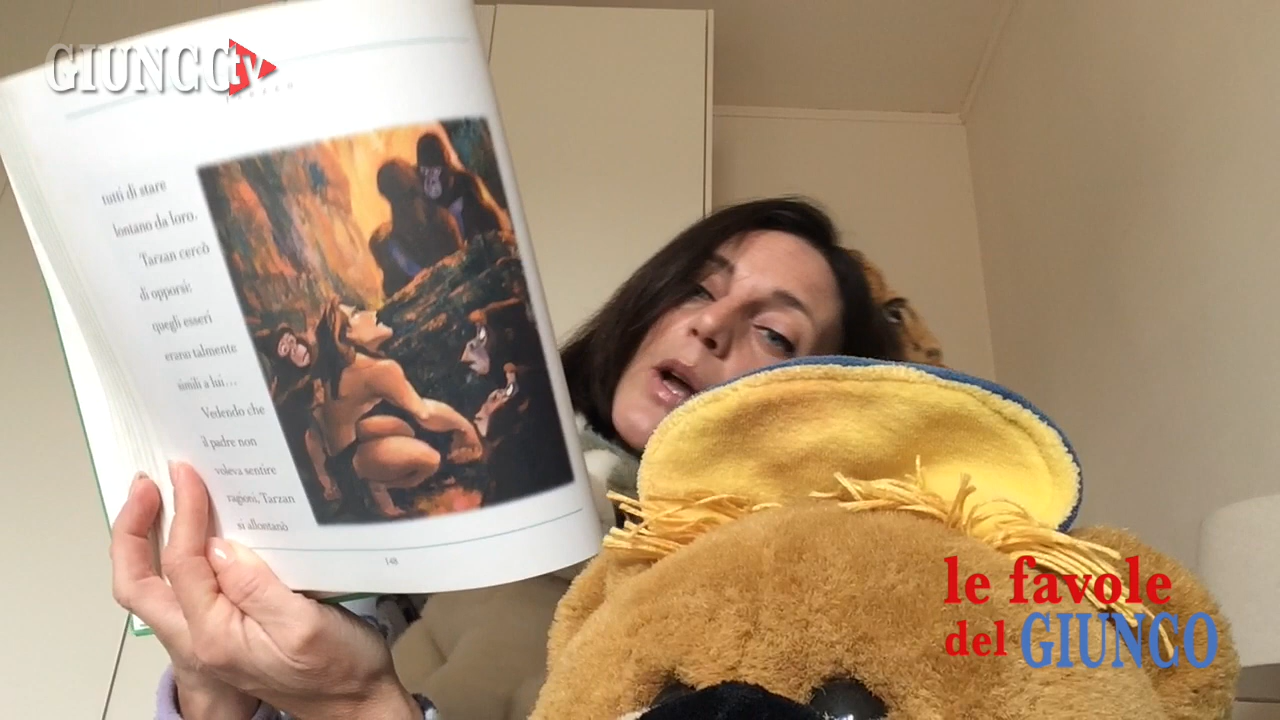 GIUNCO tv
tutti di stare
lontano da loro.
Tarzan cercò
di opporsi:
quegli esseri
erano talmente
simili a lui...
Vedendo che
il padre non
voleva sentire
ragioni, Tarzan
si allontanò
148
le favole
del GIUNCO